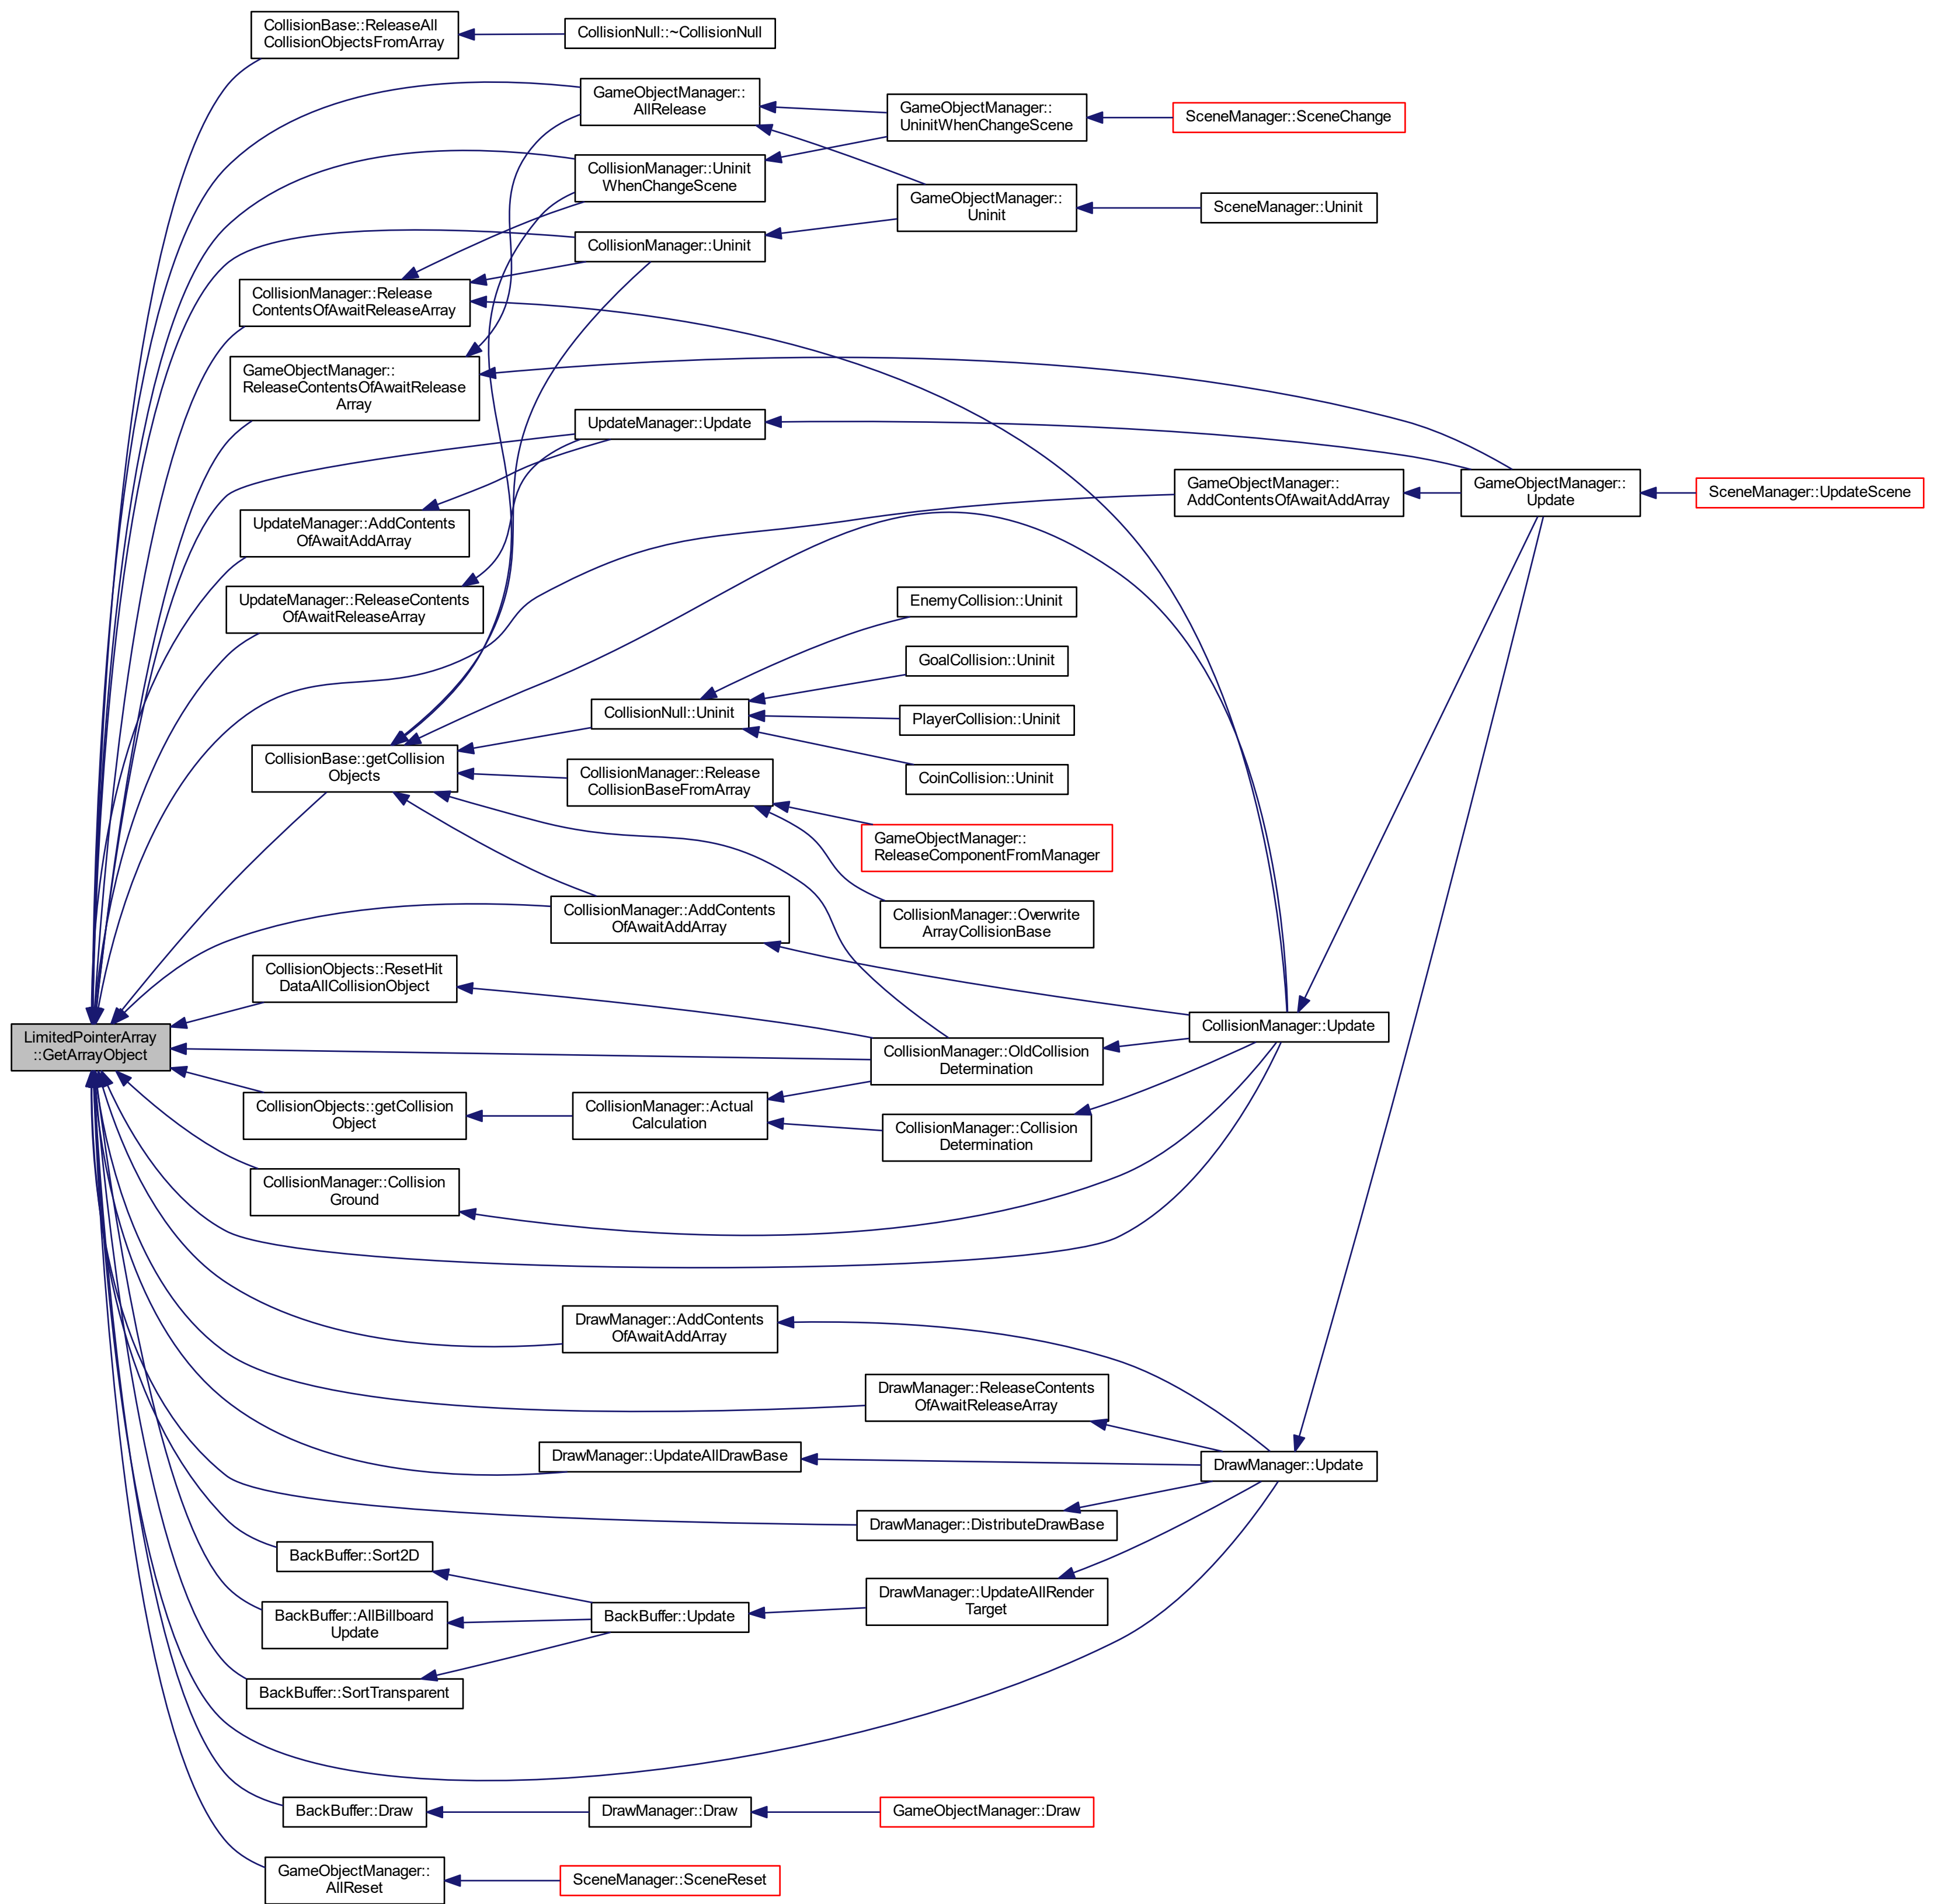 CollisionBase::ReleaseAll
CollisionObjectsFromArray
CollisionNull::~CollisionNull
GameObjectManager::
AllRelease
GameObjectManager::
UninitWhenChangeScene
SceneManager::SceneChange
CollisionManager::Uninit
WhenChangeScene
GameObjectManager::
Uninit
SceneManager::Uninit
CollisionManager::Uninit
CollisionManager::Release
ContentsOfAwaitReleaseArray
GameObjectManager::
ReleaseContentsOfAwaitRelease
Array
UpdateManager::Update
GameObjectManager::
AddContentsOfAwaitAddArray
GameObjectManager::
Update
SceneManager::UpdateScene
UpdateManager::AddContents
OfAwaitAddArray
UpdateManager::ReleaseContents
OfAwaitReleaseArray
EnemyCollision::Uninit
GoalCollision::Uninit
CollisionNull::Uninit
PlayerCollision::Uninit
CollisionBase::getCollision
Objects
CollisionManager::Release
CollisionBaseFromArray
CoinCollision::Uninit
GameObjectManager::
ReleaseComponentFromManager
CollisionManager::AddContents
OfAwaitAddArray
CollisionManager::Overwrite
ArrayCollisionBase
CollisionObjects::ResetHit
DataAllCollisionObject
CollisionManager::Update
LimitedPointerArray
::GetArrayObject
CollisionManager::OldCollision
Determination
CollisionObjects::getCollision
Object
CollisionManager::Actual
Calculation
CollisionManager::Collision
Determination
CollisionManager::Collision
Ground
DrawManager::AddContents
OfAwaitAddArray
DrawManager::ReleaseContents
OfAwaitReleaseArray
DrawManager::UpdateAllDrawBase
DrawManager::Update
DrawManager::DistributeDrawBase
BackBuffer::Sort2D
DrawManager::UpdateAllRender
Target
BackBuffer::AllBillboard
Update
BackBuffer::Update
BackBuffer::SortTransparent
BackBuffer::Draw
DrawManager::Draw
GameObjectManager::Draw
GameObjectManager::
AllReset
SceneManager::SceneReset